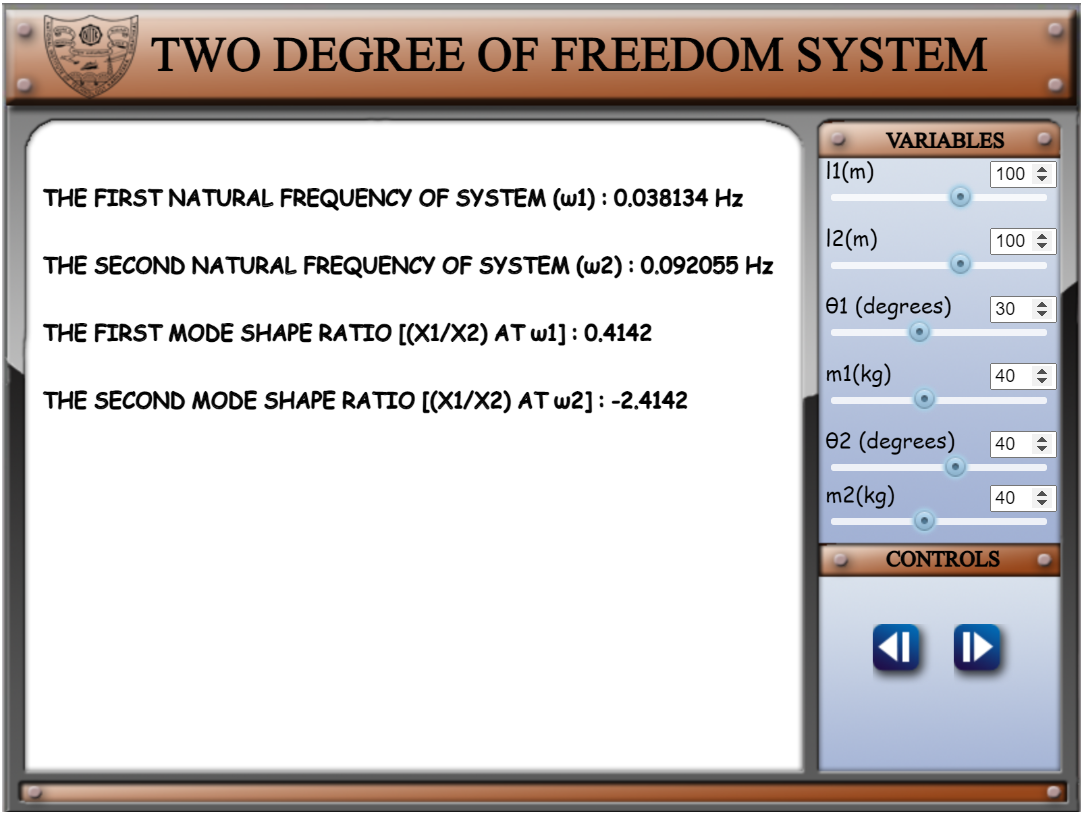 TWO DEGREE OF FREEDOM SYSTEM
THE FIRST NATURAL FREQUENCY OF SYSTEM (ω1) : 0.038134 Hz
THE SECOND NATURAL FREQUENCY OF SYSTEM (ω2) : 0.092055 Hz
THE FIRST MODE SHAPE RATIO [(X1/X2) AT ω1] : 0.4142
THE SECOND MODE SHAPE RATIO [(X1/X2) AT ω2] : -2.4142
VARIABLES
l1(m) 100
l2(m) 100
θ1 (degrees) 30
m1(kg) 40
θ2 (degrees) 40
m2(kg) 40
CONTROLS